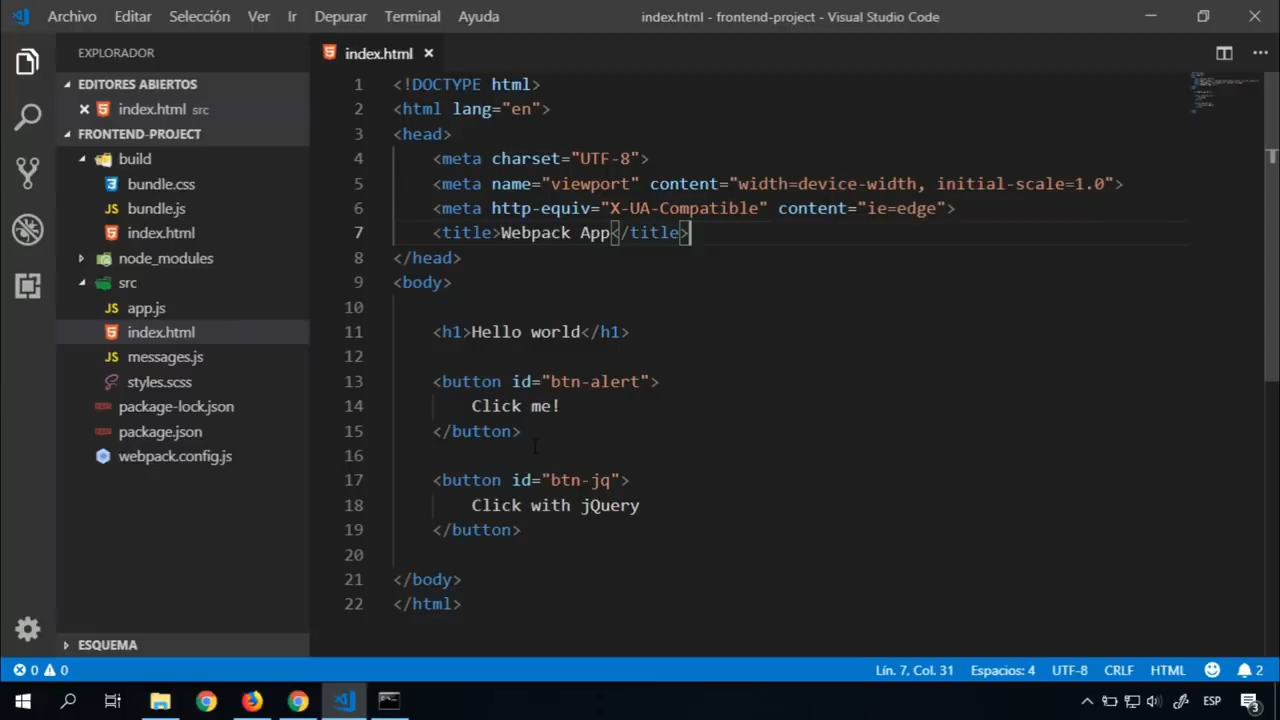 Archivo Editar Selección Ver Ir Depurar Terminal Ayuda
index.html - frontend-project - Visual Studio Code
EXPLORADOR
EDITORES ABIERTOS
index.html src
FRONTEND-PROJECT
build
bundle.css
bundle.js
index.html
node_modules
src
app.js
index.html
messages.js
styles.scss
package-lock.json
package.json
webpack.config.js
ESQUEMA
index.html
1 <!DOCTYPE html>
2 <html lang="en">
3 <head>
4 <meta charset="UTF-8">
5 <meta name="viewport" content="width=device-width, initial-scale=1.0">
6 <meta http-equiv="X-UA-Compatible" content="ie=edge">
7 <title>Webpack App</title>
8 </head>
9 <body>
10
11 <h1>Hello world</h1>
12
13 <button id="btn-alert">
14 Click me!
15 </button>
16
17 <button id="btn-jq">
18 Click with jQuery
19 </button>
20
21 </body>
22 </html>
0 0
Lín. 7, Col. 31 Espacios: 4 UTF-8 CRLF HTML 2
ESP 3